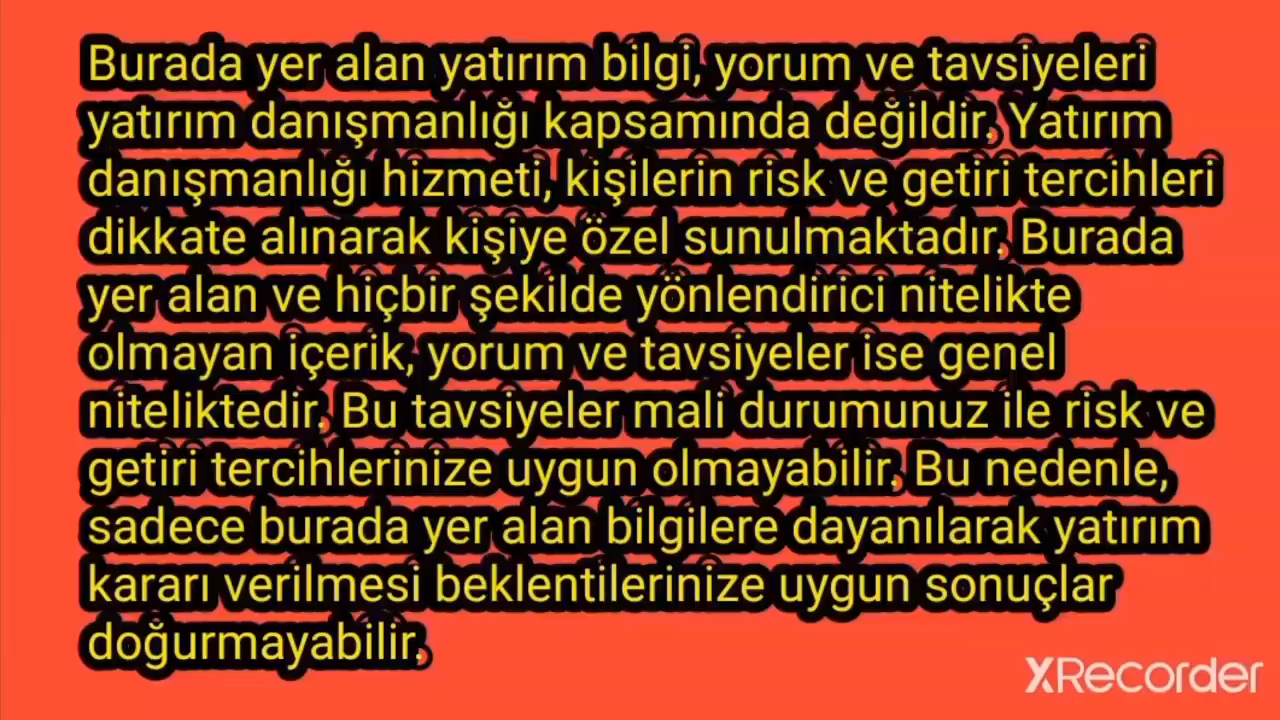 Burada yer alan yatırım bilgi, yorum ve tavsiyeleri
yatırım danışmanlığı kapsamında değildir. Yatırım
danışmanlığı hizmeti, kişilerin risk ve getiri tercihleri
dikkate alınarak kişiye özel sunulmaktadır. Burada
yer alan ve hiçbir şekilde yönlendirici nitelikte
olmayan içerik, yorum ve tavsiyeler ise genel
niteliktedir. Bu tavsiyeler mali durumunuz ile risk ve
getiri tercihlerinize uygun olmayabilir. Bu nedenle,
sadece burada yer alan bilgilere dayanılarak yatırım
kararı verilmesi beklentilerinize uygun sonuçlar
doğurmayabilir.
XRecorder